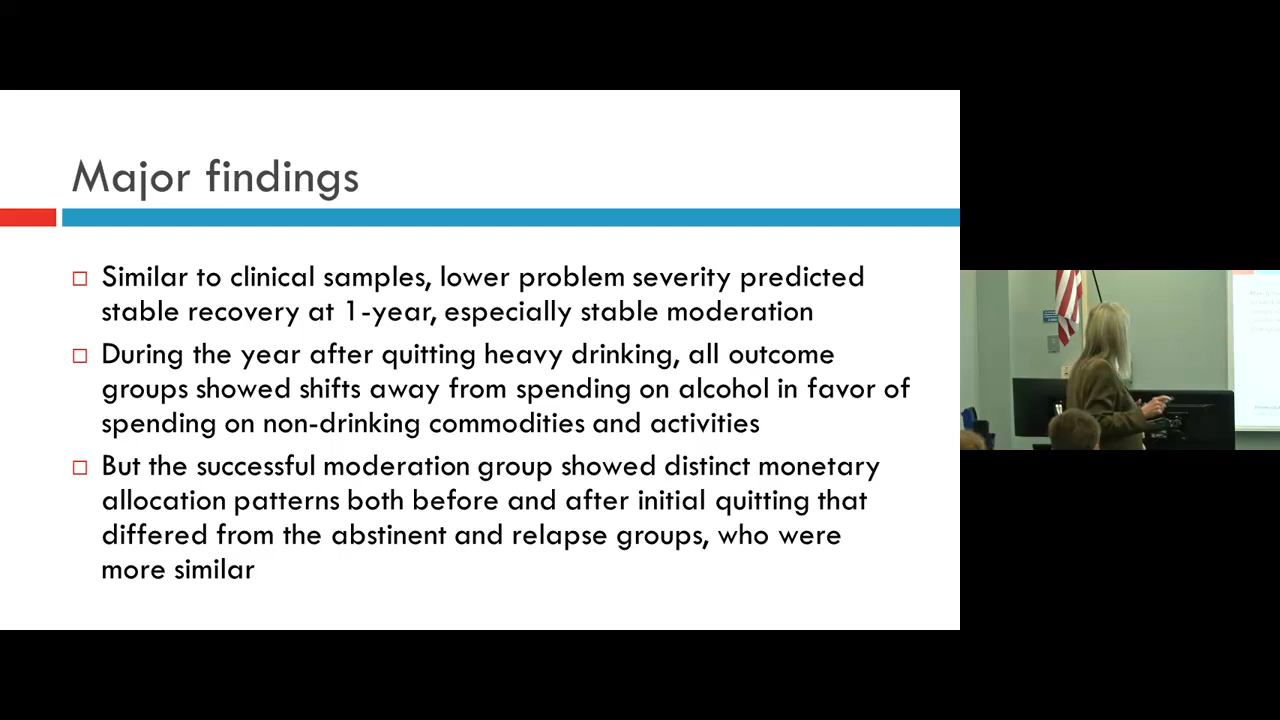 Major findings
Similar to clinical samples, lower problem severity predicted
stable recovery at 1-year, especially stable moderation
During the year after quitting heavy drinking, all outcome
groups showed shifts away from spending on alcohol in favor of
spending on non-drinking commodities and activities
But the successful moderation group showed distinct monetary
allocation patterns both before and after initial quitting that
differed from the abstinent and relapse groups, who were
more similar